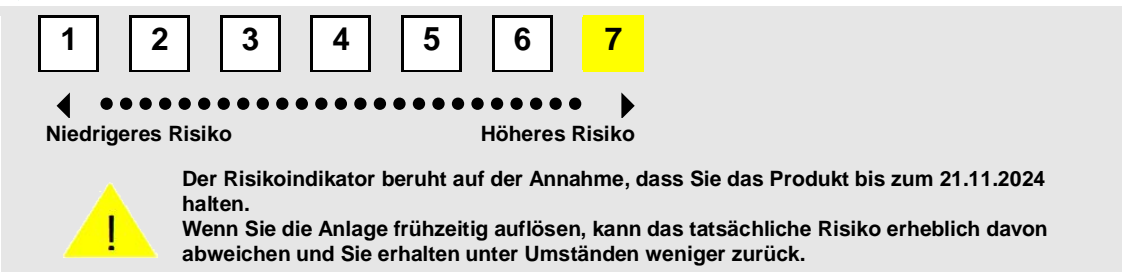 1 2 3 4 5 6 7
Niedrigeres Risiko Höheres Risiko
Der Risikoindikator beruht auf der Annahme, dass Sie das Produkt bis zum 21.11.2024
halten.
Wenn Sie die Anlage frühzeitig auflösen, kann das tatsächliche Risiko erheblich davon
abweichen und Sie erhalten unter Umständen weniger zurück.
!